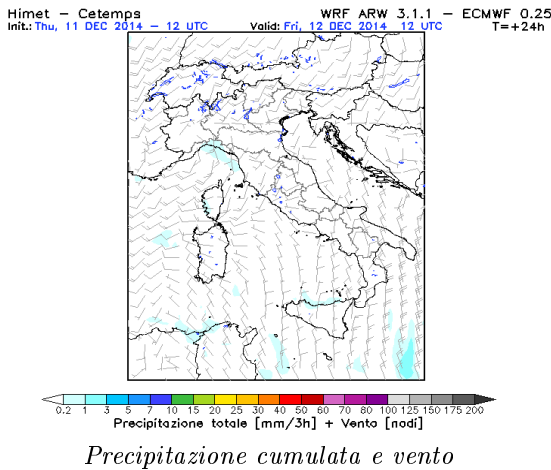 Himet – Cetemps WRF ARW 3.1.1 – ECMWF 0.25
Init.: Thu, 11 DEC 2014 – 12 UTC Valid: Fri, 12 DEC 2014 12 UTC T=+24h
0.2 1 3 5 7 10 15 20 25 30 40 50 60 70 80 100 125 150 175 200
Precipitazione totale [mm/3h] + Vento [nodi]
Precipitazione cumulata e vento